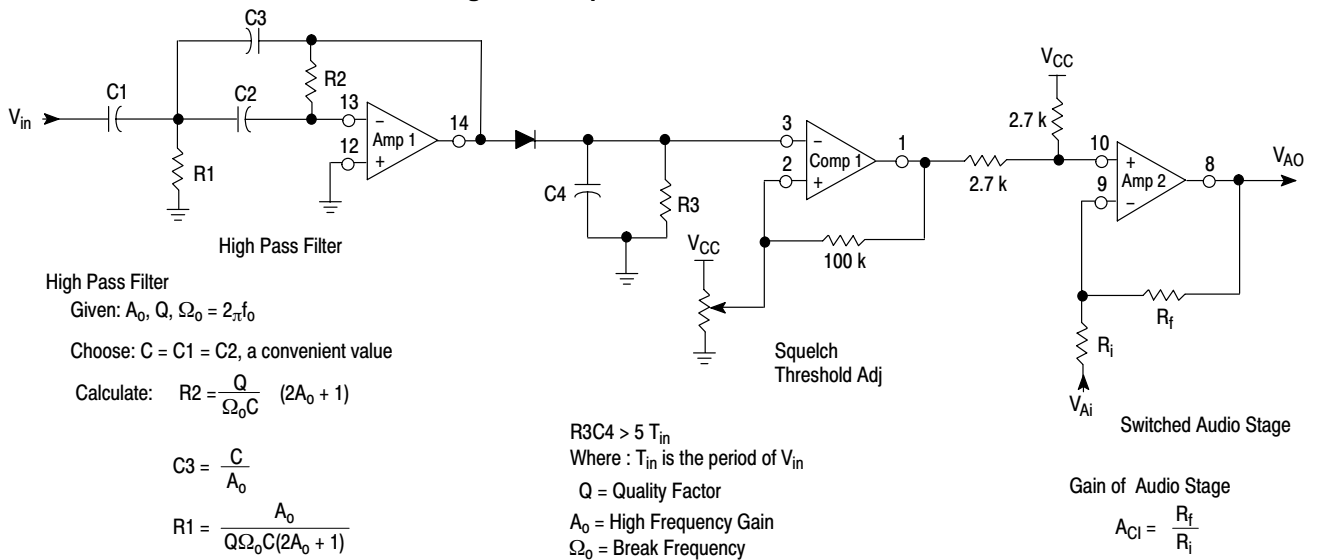 C3
R2
C1
C2
V_in
13
−
Amp 1
14
12
+
R1
C4
R3
3
−
Comp 1
1
2
+
100 k
V_CC
2.7 k
V_CC
2.7 k
10
+
Amp 2
8
9
−
V_AO
R_f
R_i
V_Ai
High Pass Filter
Squelch
Threshold Adj
Switched Audio Stage
High Pass Filter
Given: A_o, Q, Ω_o = 2_πf_o
Choose: C = C1 = C2, a convenient value
Calculate: R2 = Q / Ω_oC (2A_o + 1)
C3 = C / A_o
R1 = A_o / QΩ_oC(2A_o + 1)
R3C4 > 5 T_in
Where : T_in is the period of V_in
Q = Quality Factor
A_o = High Frequency Gain
Ω_o = Break Frequency
Gain of Audio Stage
A_Cl = R_f / R_i